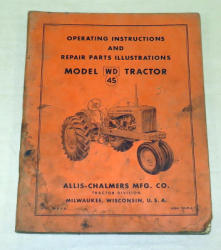 OPERATING INSTRUCTIONS
AND
REPAIR PARTS ILLUSTRATIONS
MODEL WD 45 TRACTOR
ALLIS-CHALMERS MFG. CO.
TRACTOR DIVISION
MILWAUKEE, WISCONSIN, U.S.A.